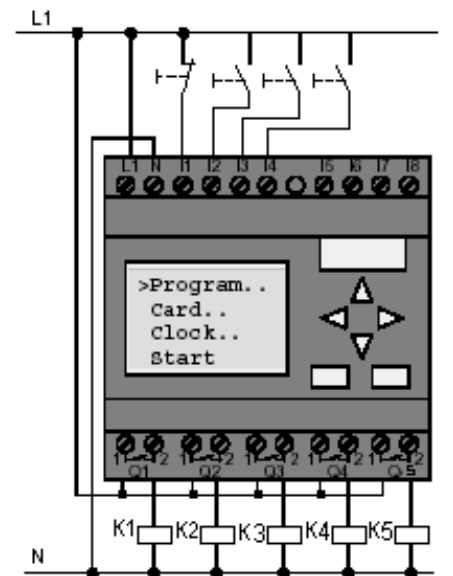 L1
L1 N I1 I2 I3 I4 I5 I6 I7 I8
>Program..
Card..
Clock..
Start
1 2 1 2 1 2 1 2 1 2
Q1 Q2 Q3 Q4 Q5
K1 K2 K3 K4 K5
N